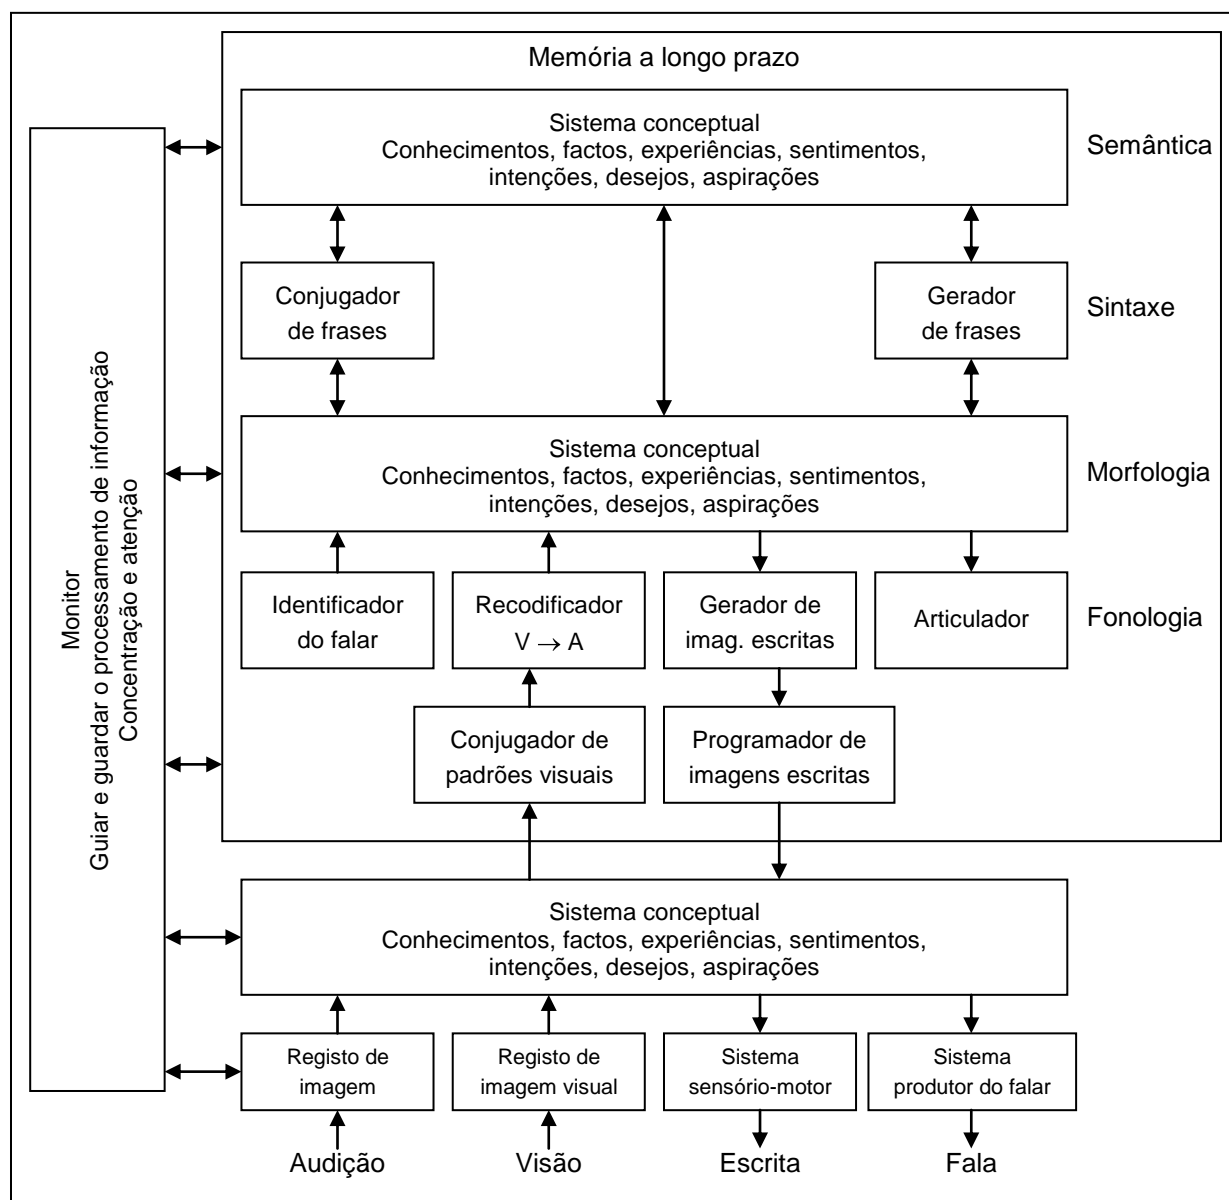 Memória a longo prazo
Sistema conceptual
Conhecimentos, factos, experiências, sentimentos,
intenções, desejos, aspirações
Semântica
Conjugador
de frases
Gerador
de frases
Sintaxe
Monitor
Guiar e guardar o processamento de informação
Concentração e atenção
Sistema conceptual
Conhecimentos, factos, experiências, sentimentos,
intenções, desejos, aspirações
Morfologia
Identificador
do falar
Recodificador
V → A
Gerador de
imag. escritas
Articulador
Fonologia
Conjugador de
padrões visuais
Programador de
imagens escritas
Sistema conceptual
Conhecimentos, factos, experiências, sentimentos,
intenções, desejos, aspirações
Registo de
imagem
Registo de
imagem visual
Sistema
sensório-motor
Sistema
produtor do falar
Audição
Visão
Escrita
Fala